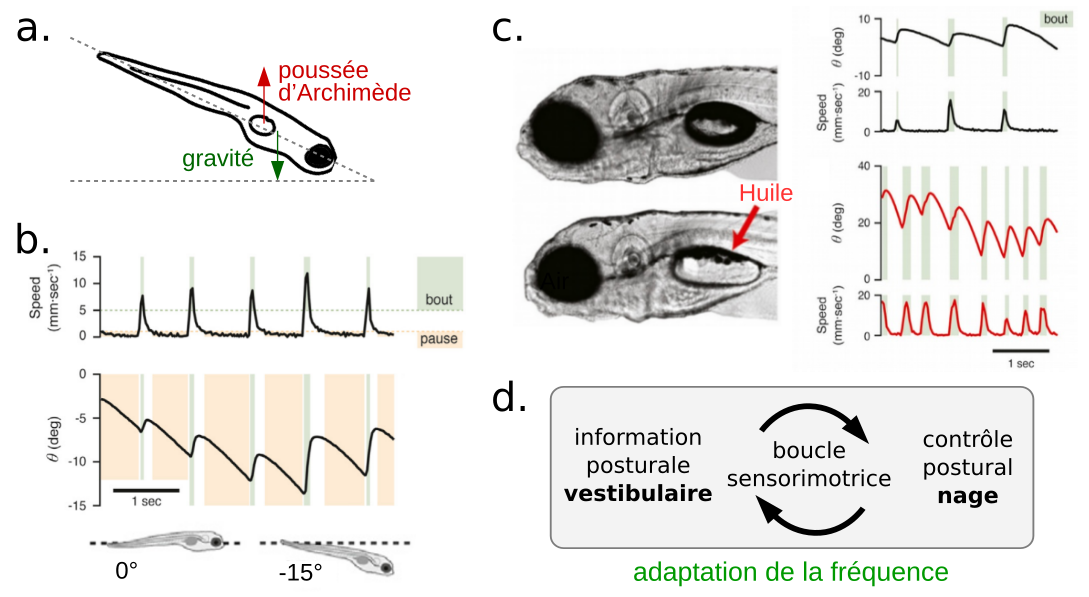 a.
poussée
d'Archimède
gravité
b.
Speed
(mm·sec⁻¹)
15
10
5
0
bout
pause
θ (deg)
0
-5
-10
-15
1 sec
0°
-15°
c.
Huile
Air
θ (deg)
40
-10
bout
Speed
(mm·sec⁻¹)
20
0
θ (deg)
40
20
0
Speed
(mm·sec⁻¹)
20
0
1 sec
d.
information
posturale
vestibulaire
boucle
sensorimotrice
contrôle
postural
nage
adaptation de la fréquence